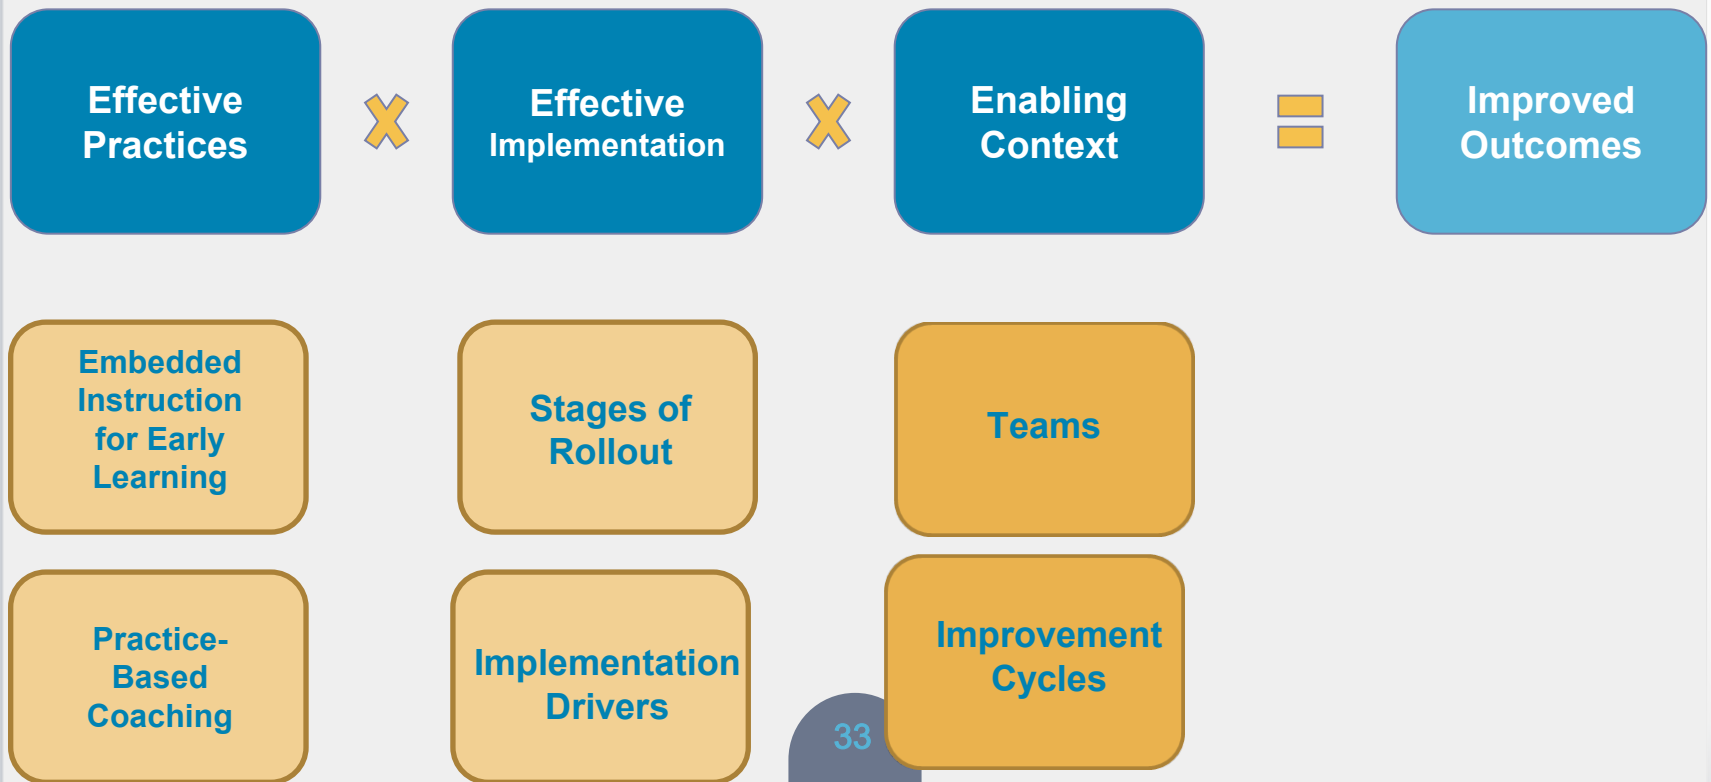 Effective
Practices
Effective
Implementation
Enabling
Context
Improved
Outcomes
Embedded
Instruction
for Early
Learning
Stages of
Rollout
Teams
Practice-
Based
Coaching
Implementation
Drivers
Improvement
Cycles
33